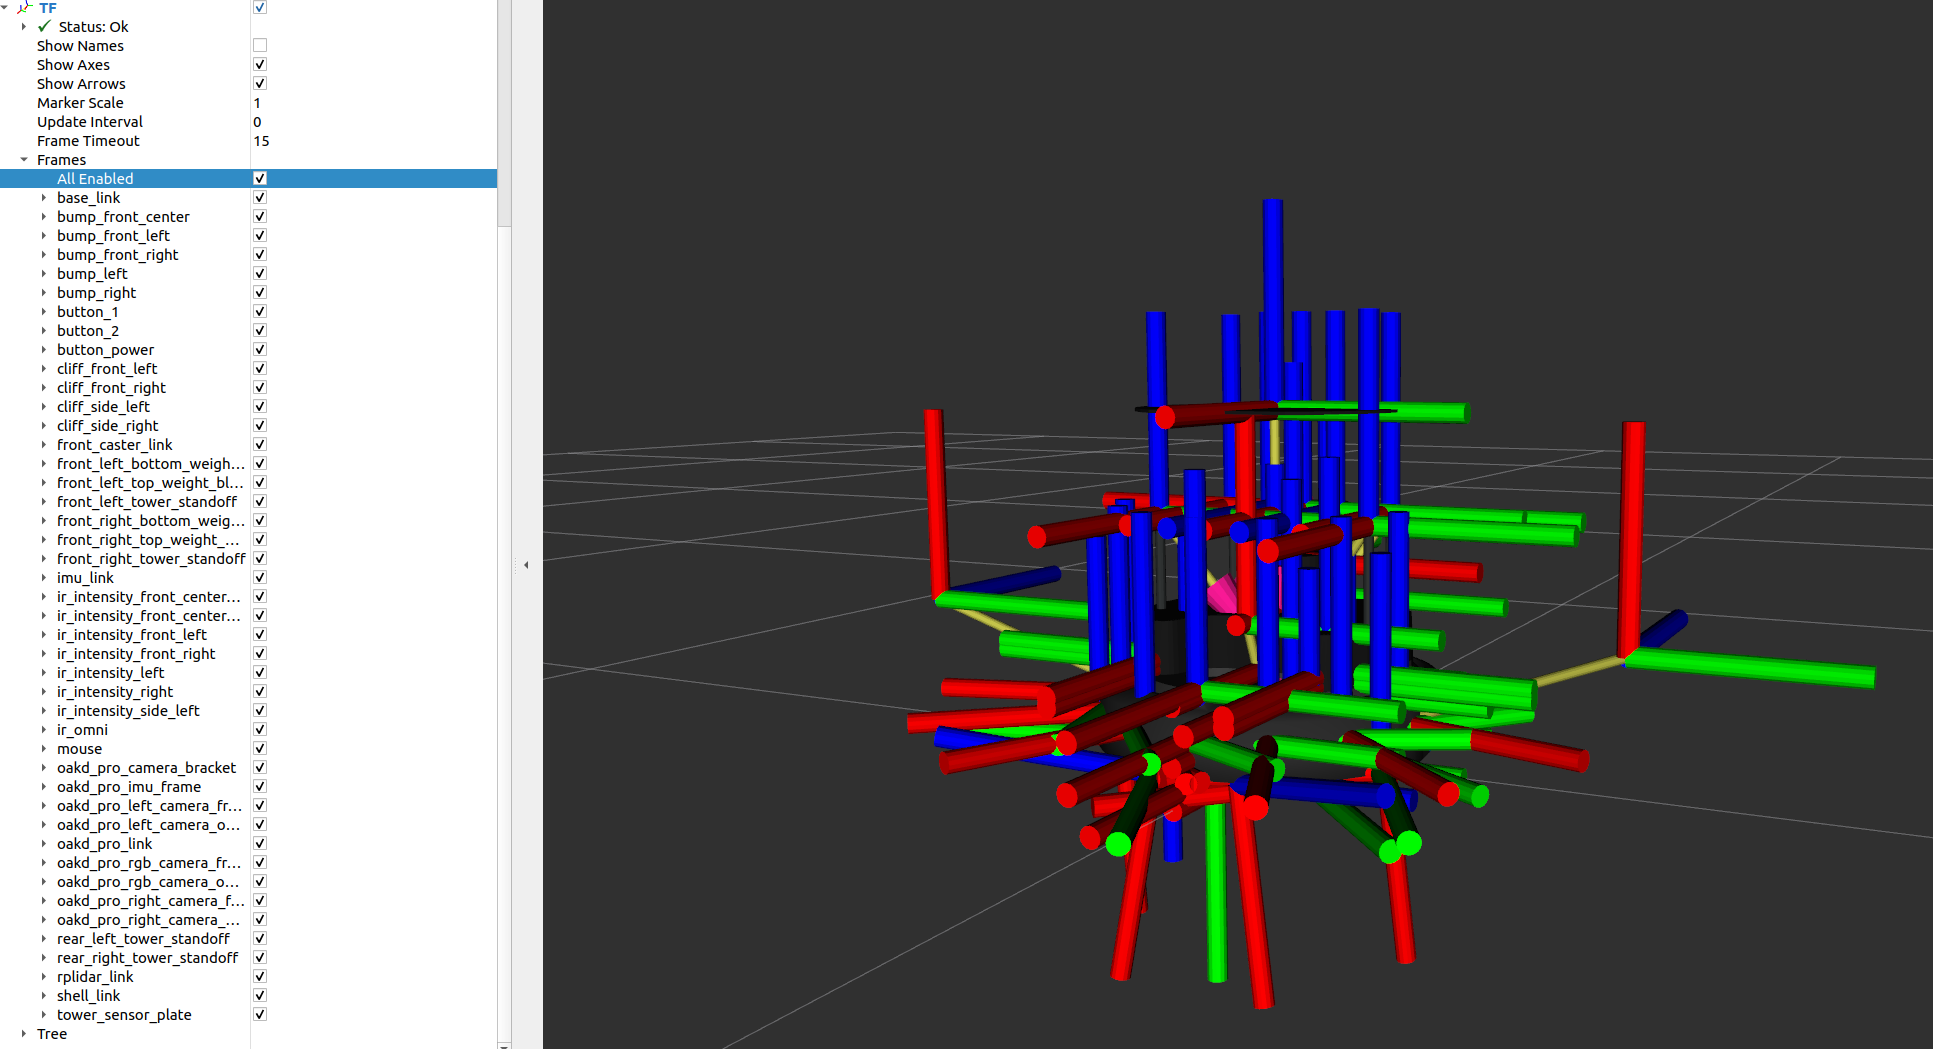 TF
Status: Ok
Show Names
Show Axes
Show Arrows
Marker Scale 1
Update Interval 0
Frame Timeout 15
Frames
All Enabled
base_link
bump_front_center
bump_front_left
bump_front_right
bump_left
bump_right
button_1
button_2
button_power
cliff_front_left
cliff_front_right
cliff_side_left
cliff_side_right
front_caster_link
front_left_bottom_weigh...
front_left_top_weight_bl...
front_left_tower_standoff
front_right_bottom_weig...
front_right_top_weight_...
front_right_tower_standoff
imu_link
ir_intensity_front_center...
ir_intensity_front_center...
ir_intensity_front_left
ir_intensity_front_right
ir_intensity_left
ir_intensity_right
ir_intensity_side_left
ir_omni
mouse
oakd_pro_camera_bracket
oakd_pro_imu_frame
oakd_pro_left_camera_fr...
oakd_pro_left_camera_o...
oakd_pro_link
oakd_pro_rgb_camera_fr...
oakd_pro_rgb_camera_o...
oakd_pro_right_camera_f...
oakd_pro_right_camera_...
rear_left_tower_standoff
rear_right_tower_standoff
rplidar_link
shell_link
tower_sensor_plate
Tree